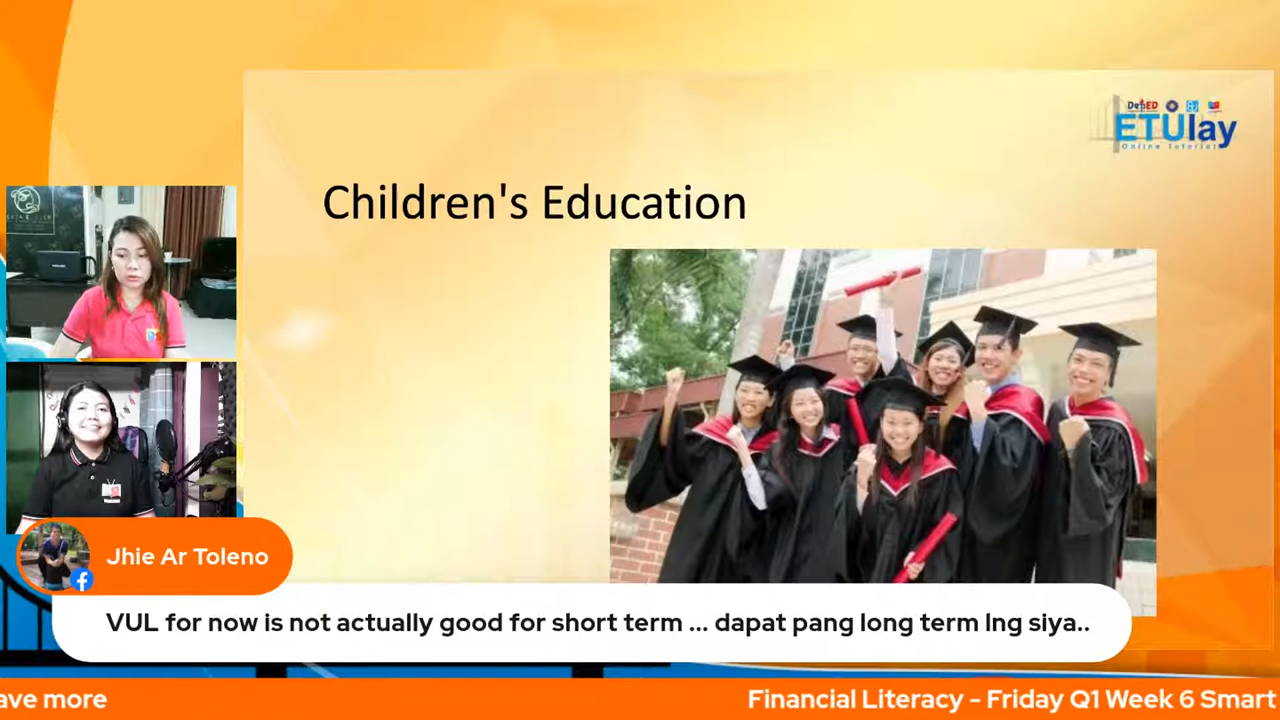 DepED
ETUlay
Online Tutorial
Children's Education
Jhie Ar Toleno
VUL for now is not actually good for short term ... dapat pang long term lng siya..
ave more
Financial Literacy - Friday Q1 Week 6 Smart